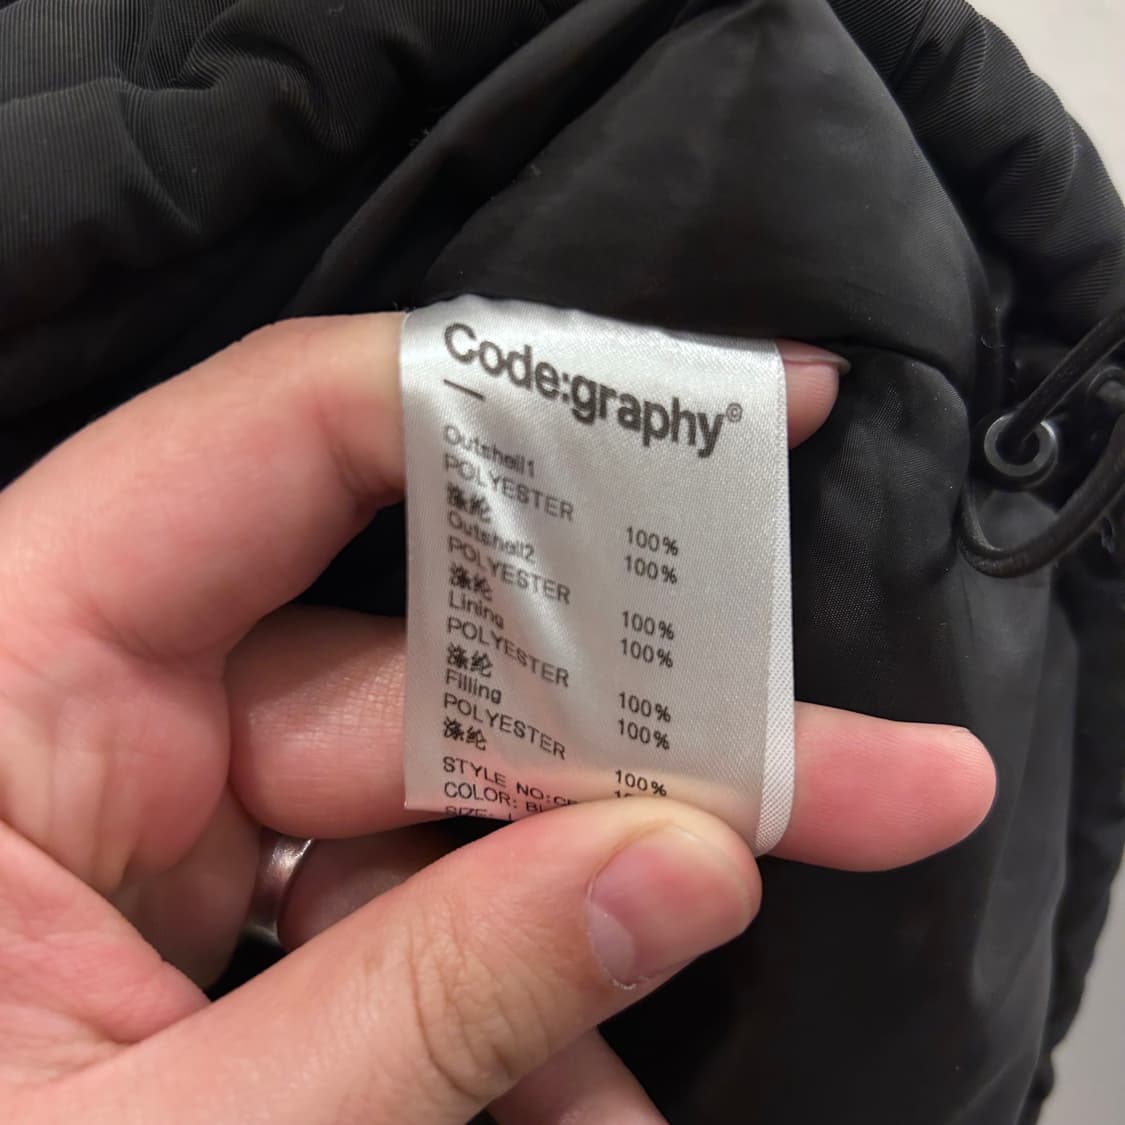 Code:graphy©
Outshell1
POLYESTER 100%
涤纶 100%
Outshell2
POLYESTER 100%
涤纶 100%
Lining
POLYESTER 100%
涤纶 100%
Filling
POLYESTER 100%
涤纶
STYLE NO:
COLOR:
SIZE: L